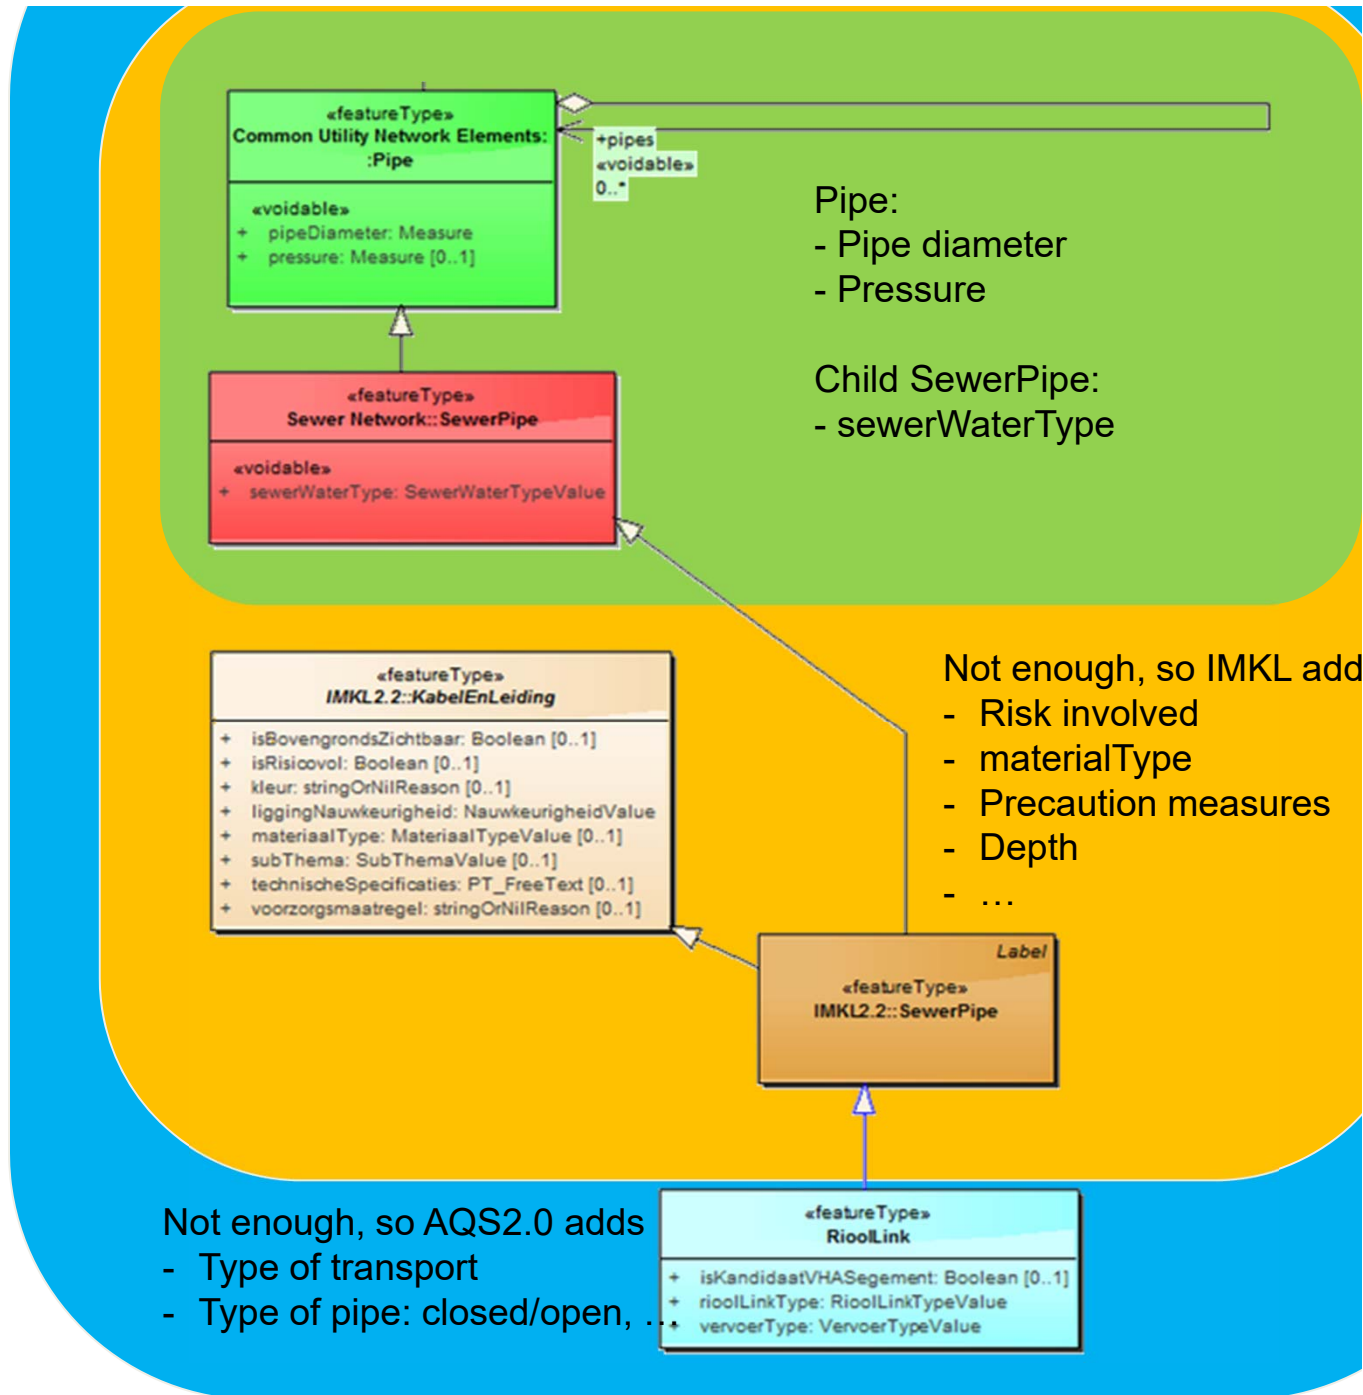 «featureType»
Common Utility Network Elements:
:Pipe
«voidable»
+ pipeDiameter: Measure
+ pressure: Measure [0..1]
+pipes
«voidable»
0..*
Pipe:
- Pipe diameter
- Pressure
Child SewerPipe:
- sewerWaterType
«featureType»
Sewer Network::SewerPipe
«voidable»
+ sewerWaterType: SewerWaterTypeValue
«featureType»
IMKL2.2::KabelEnLeiding
+ isBovengrondsZichtbaar: Boolean [0..1]
+ isRisicovol: Boolean [0..1]
+ kleur: stringOrNilReason [0..1]
+ liggingNauwkeurigheid: NauwkeurigheidValue
+ materiaalType: MateriaalTypeValue [0..1]
+ subThema: SubThemaValue [0..1]
+ technischeSpecificaties: PT_FreeText [0..1]
+ voorzorgsmaatregel: stringOrNilReason [0..1]
Not enough, so IMKL add
- Risk involved
- materialType
- Precaution measures
- Depth
- …
Label
«featureType»
IMKL2.2::SewerPipe
Not enough, so AQS2.0 adds
- Type of transport
- Type of pipe: closed/open, …
«featureType»
RioolLink
+ isKandidaatVHASegement: Boolean [0..1]
+ rioolLinkType: RioolLinkTypeValue
+ vervoerType: VervoerTypeValue